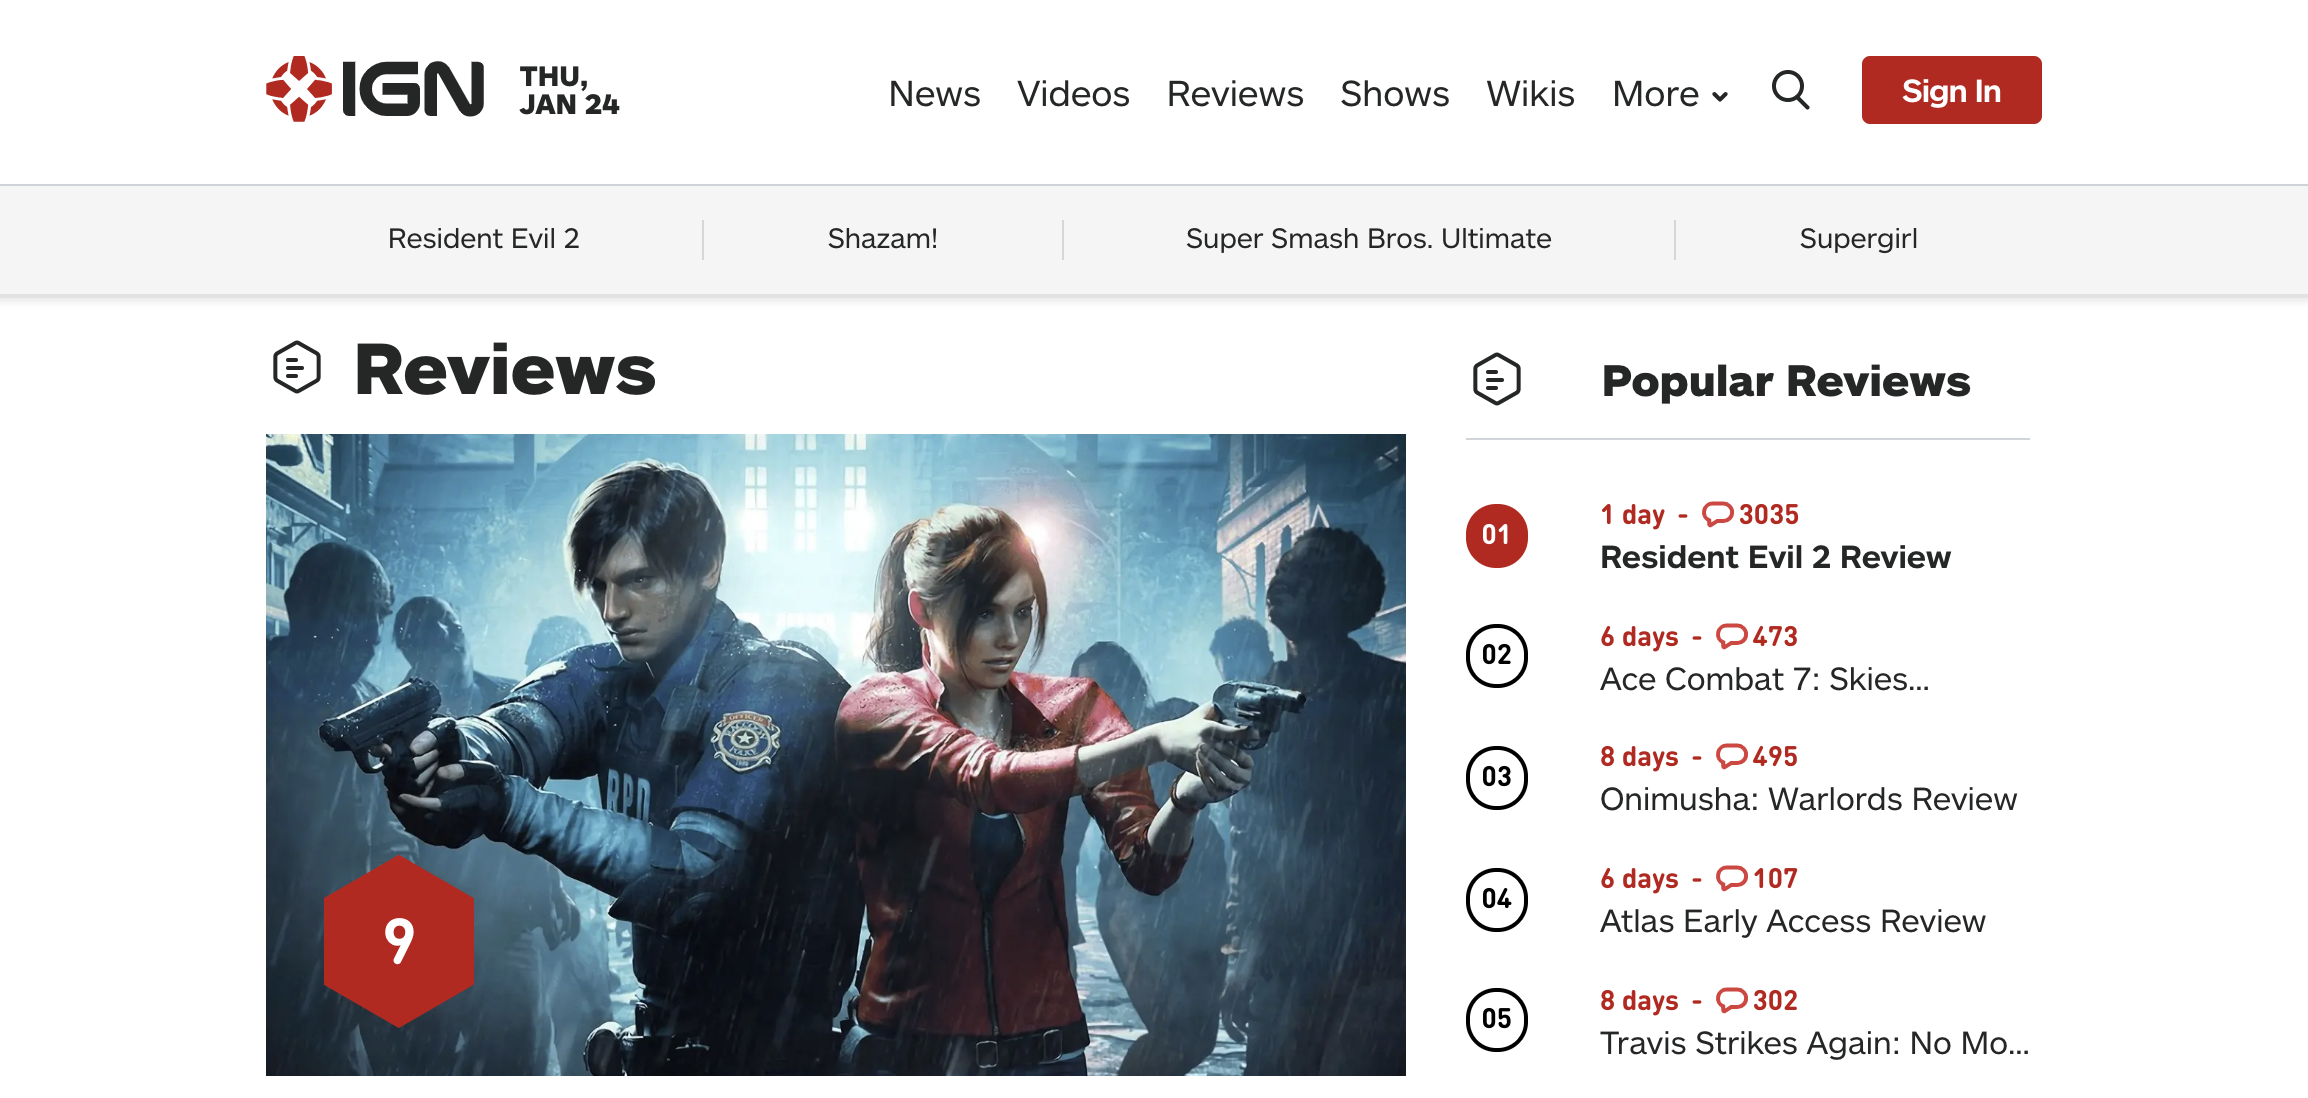 IGN
THU,
JAN 24
News Videos Reviews Shows Wikis More
Sign In
Resident Evil 2
Shazam!
Super Smash Bros. Ultimate
Supergirl
Reviews
OFFICER
RACCOON
POLICE
RPD
9
Popular Reviews
01
1 day - 3035
Resident Evil 2 Review
02
6 days - 473
Ace Combat 7: Skies...
03
8 days - 495
Onimusha: Warlords Review
04
6 days - 107
Atlas Early Access Review
05
8 days - 302
Travis Strikes Again: No Mo...